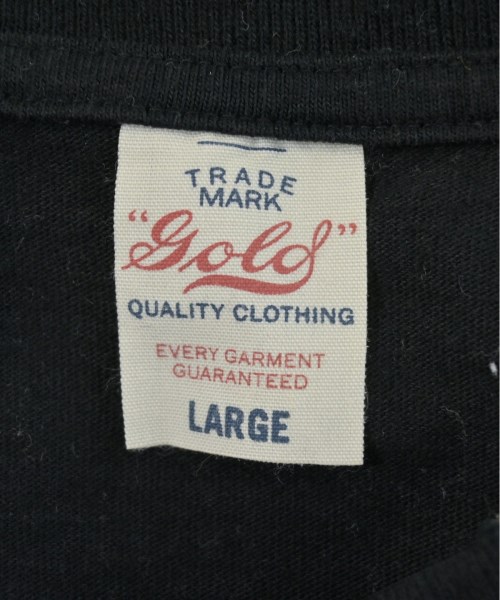 TRADE
MARK
"Gold"
QUALITY CLOTHING
EVERY GARMENT
GUARANTEED
LARGE